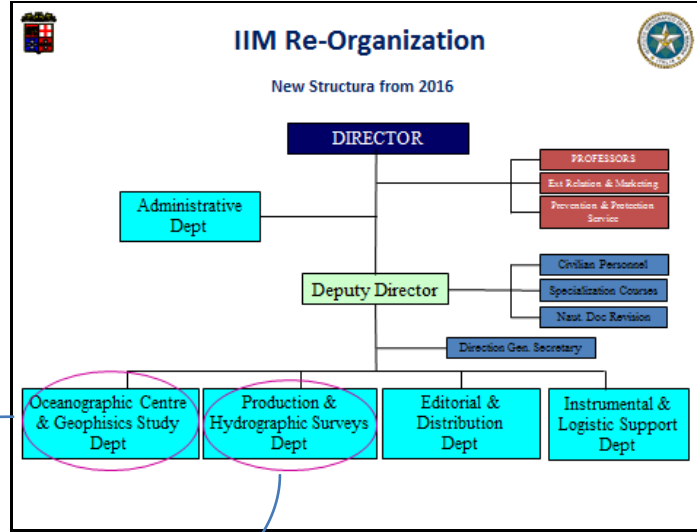 IIM Re-Organization
New Structura from 2016
DIRECTOR
PROFESSORS
Ext Relation & Marketing
Prevention & Protection
Service
Administrative
Dept
Deputy Director
Civilian Personnel
Specialization Courses
Naut. Doc Revision
Direction Gen. Secretary
Oceanographic Centre
& Geophisics Study
Dept
Production &
Hydrographic Surveys
Dept
Editorial &
Distribution
Dept
Instrumental &
Logistic Support
Dept